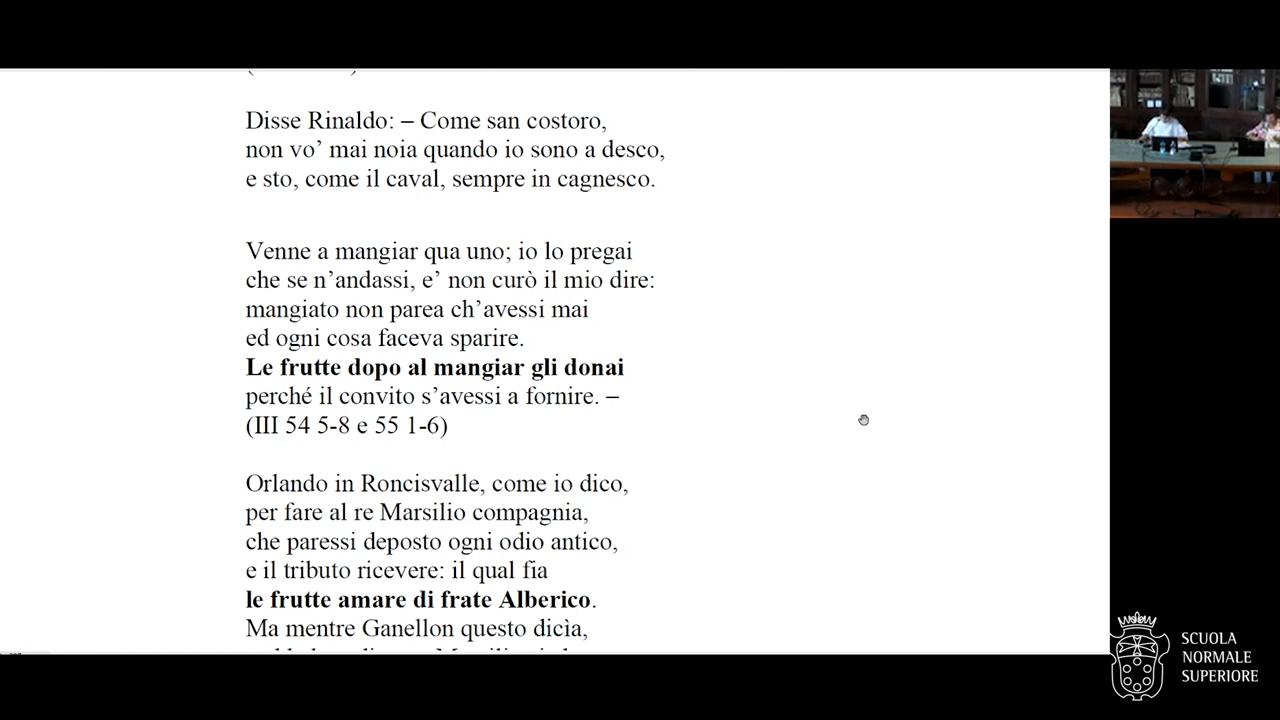 Disse Rinaldo: – Come san costoro,
non vo’ mai noia quando io sono a desco,
e sto, come il caval, sempre in cagnesco.
Venne a mangiar qua uno; io lo pregai
che se n’andassi, e’ non curò il mio dire:
mangiato non parea ch’avessi mai
ed ogni cosa faceva sparire.
Le frutte dopo al mangiar gli donai
perché il convito s’avessi a fornire. –
(III 54 5-8 e 55 1-6)
Orlando in Roncisvalle, come io dico,
per fare al re Marsilio compagnia,
che paressi deposto ogni odio antico,
e il tributo ricevere: il qual fia
le frutte amare di frate Alberico.
Ma mentre Ganellon questo dicìa,
SCUOLA
NORMALE
SUPERIORE